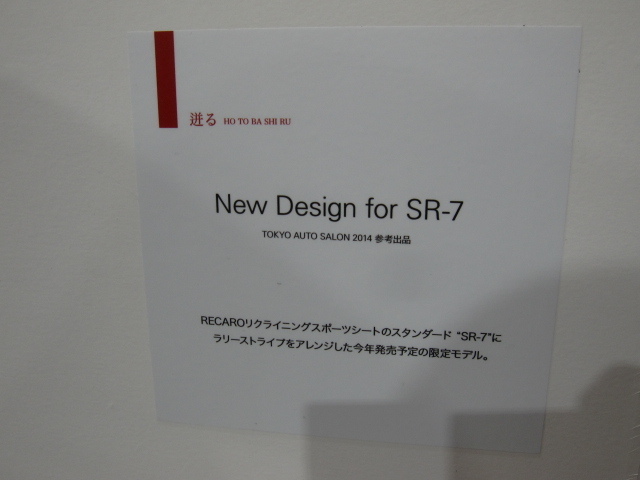 迸る HO TO BA SHI RU
New Design for SR-7
TOKYO AUTO SALON 2014 参考出品
RECAROリクライニングスポーツシートのスタンダード “SR-7”に
ラリーストライプをアレンジした今年発売予定の限定モデル。